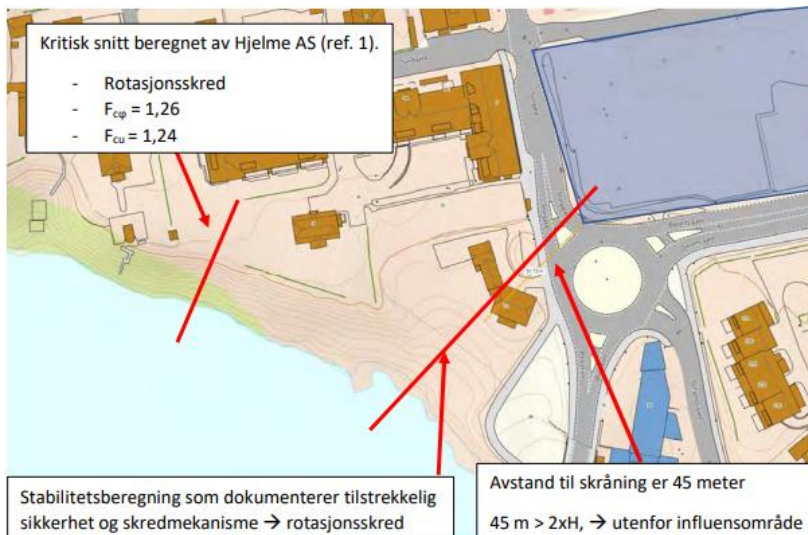 Kritisk snitt beregnet av Hjelme AS (ref. 1).
- Rotasjonsskred
- Fcφ = 1,26
- Fcu = 1,24
Stabilitetsberegning som dokumenterer tilstrekkelig
sikkerhet og skredmekanisme → rotasjonsskred
Avstand til skråning er 45 meter
45 m > 2xH, → utenfor influensområde